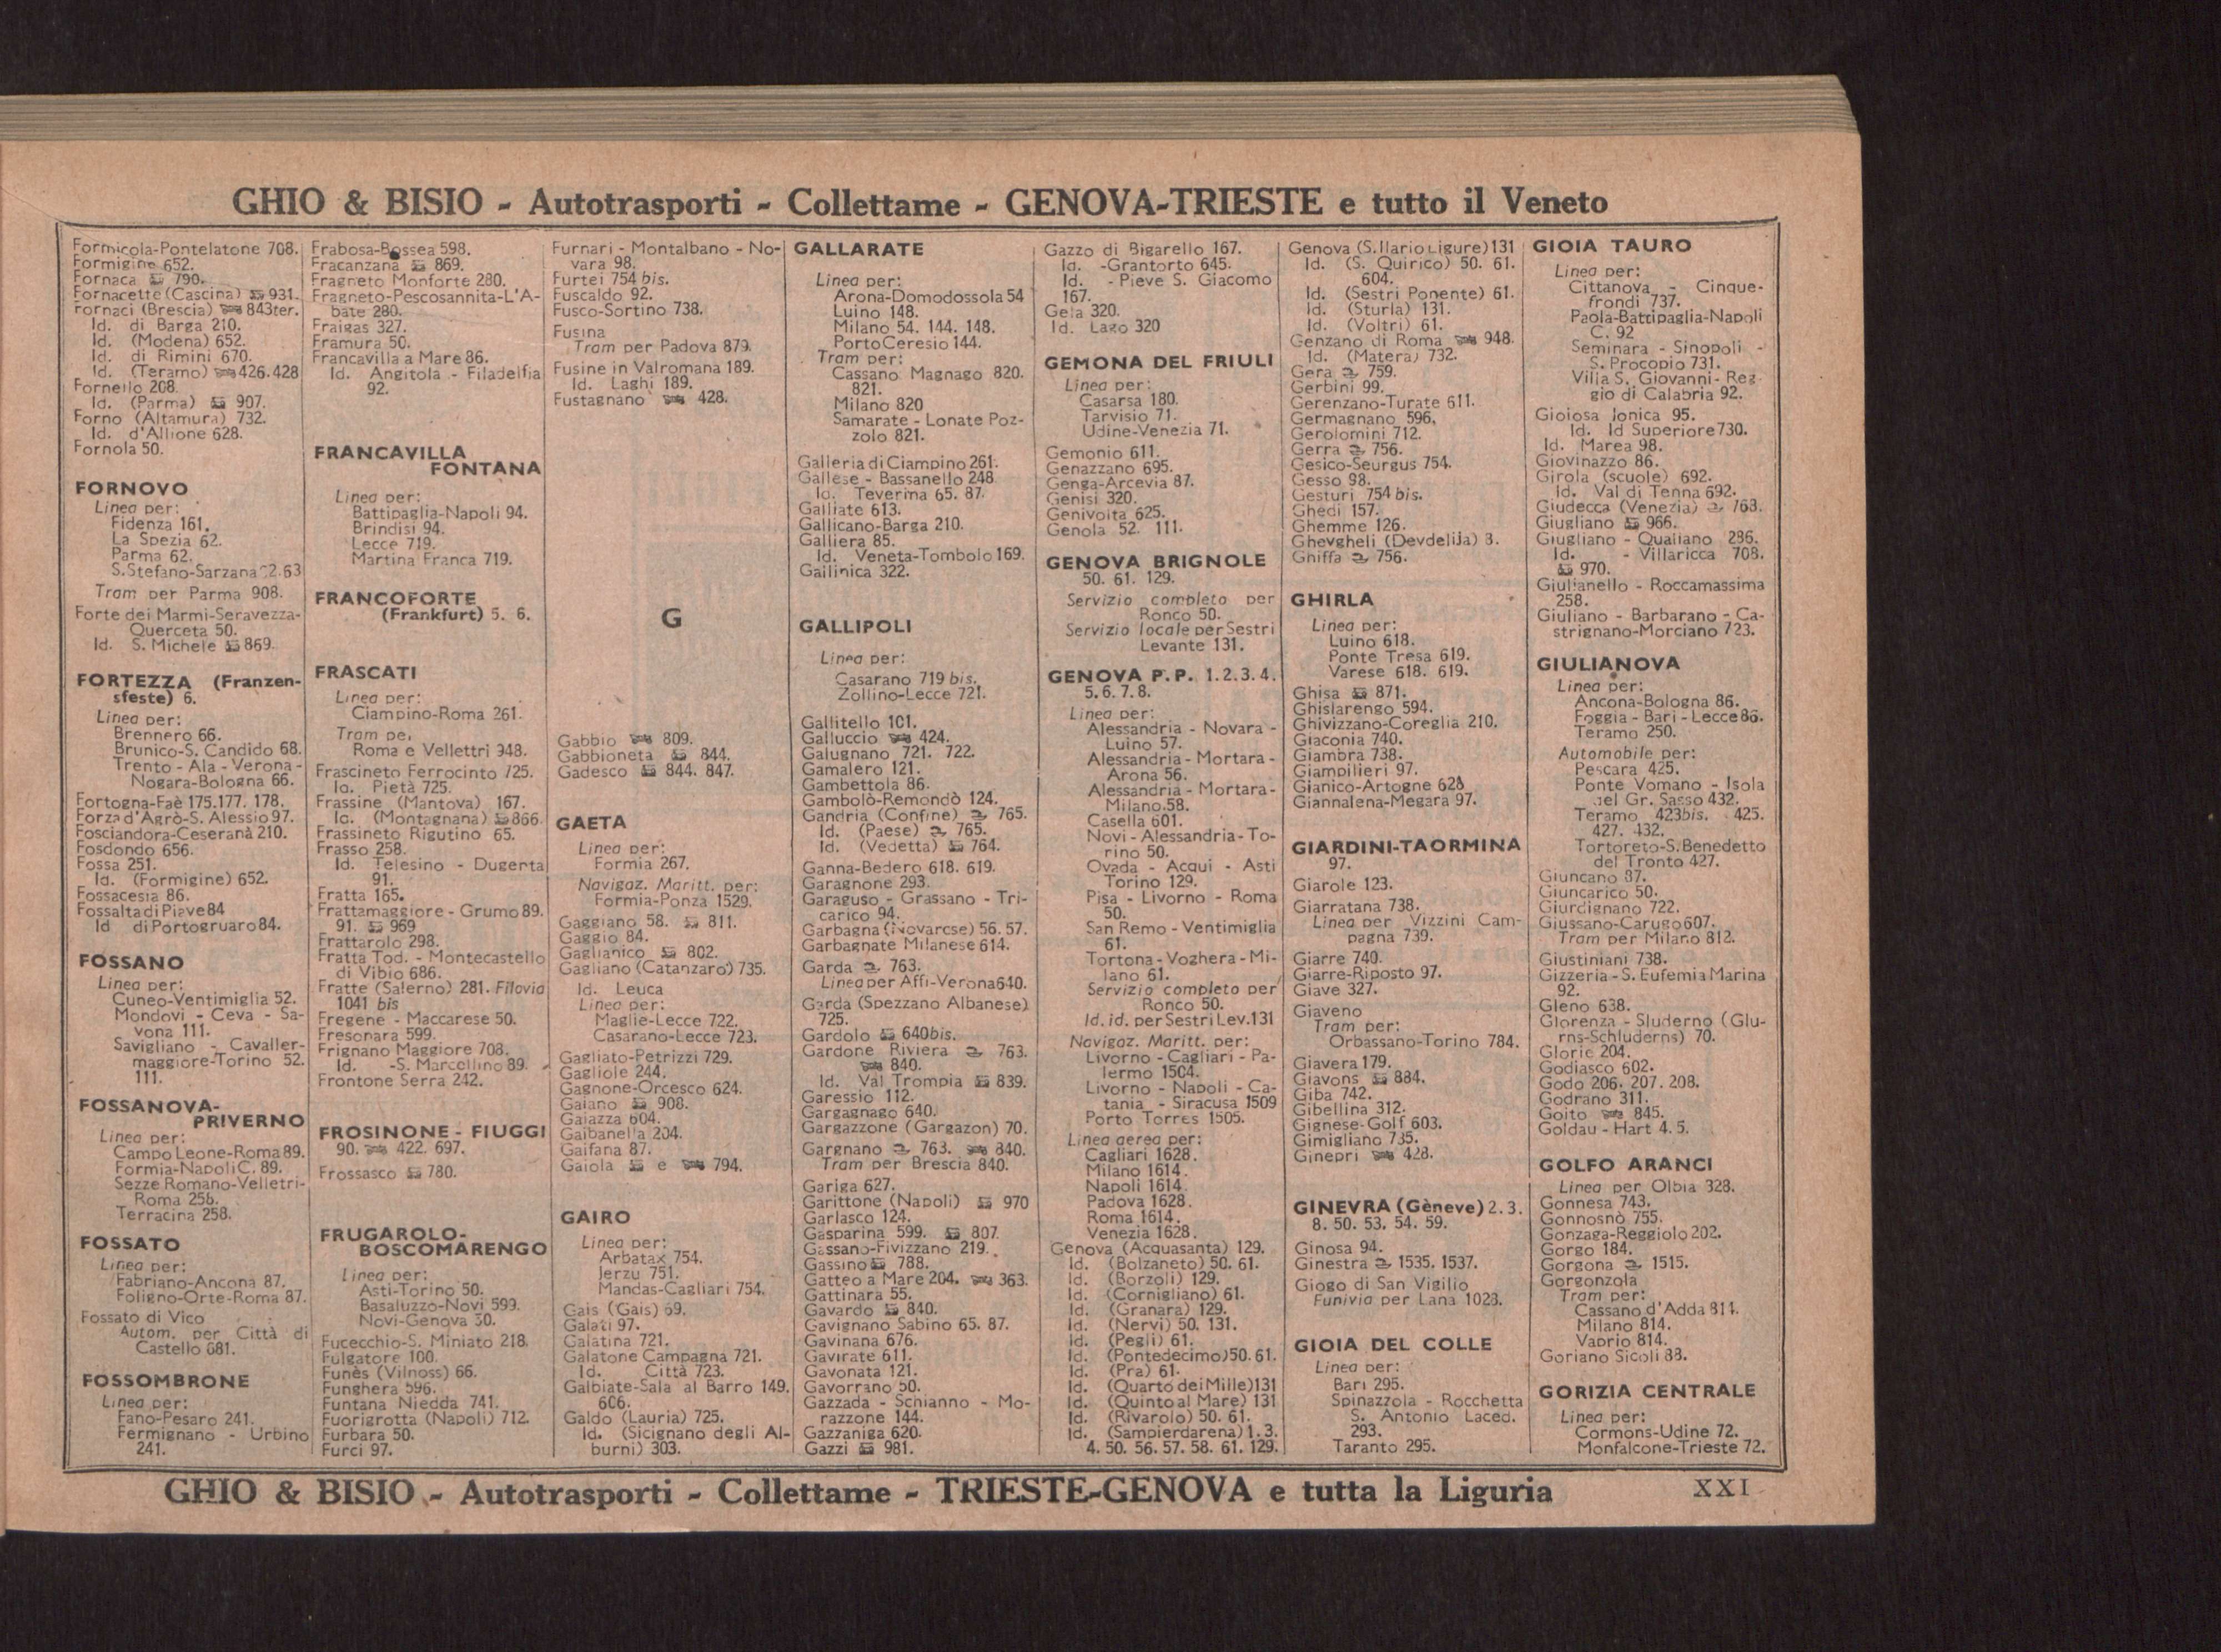 GHIO & BISIO - Autotrasporti - Collettame - GENOVA-TRIESTE e tutto il Veneto
Formicola-Pontelatone 708.
Formigine 652.
Fornaca 790.
Fornacette (Cascina) 931.
Fornaci (Brescia) 843ter.
Id. di Barga 210.
Id. (Modena) 652.
Id. di Rimini 670.
Id. (Teramo) 426.428
Fornello 208.
Id. (Parma) 907.
Forno (Altamura) 732.
Id. d'Allione 628.
Fornola 50.
FORNOVO
Linea per:
Fidenza 161.
La Spezia 62.
Parma 62.
S.Stefano-Sarzana 62.63
Tram per Parma 908.
Forte dei Marmi-Seravezza-
Querceta 50.
Id. S. Michele 869.
FORTEZZA (Franzen-
sfeste) 6.
Linea per:
Brennero 66.
Brunico-S. Candido 68.
Trento - Ala - Verona -
Nogara-Bologna 66.
Fortogna-Faè 175.177. 178.
Forza d'Agrò-S. Alessio 97.
Fosciandora-Ceseranà 210.
Fosdondo 656.
Fossa 251.
Id. (Formigine) 652.
Fossacesia 86.
Fossalta di Piave 84
Id di Portogruaro 84.
FOSSANO
Linea per:
Cuneo-Ventimiglia 52.
Mondovì - Ceva - Sa-
vona 111.
Savigliano - Cavaller-
maggiore-Torino 52.
111.
FOSSANOVA-
PRIVERNO
Linea per:
Campo Leone-Roma 89.
Formia-Napoli C. 89.
Sezze Romano-Velletri-
Roma 258.
Terracina 258.
FOSSATO
Linea per:
Fabriano-Ancona 87.
Foligno-Orte-Roma 87.
Fossato di Vico
Autom. per Città di
Castello 681.
FOSSOMBRONE
Linea per:
Fano-Pesaro 241.
Fermignano - Urbino
241.
Frabosa-Bossea 598.
Fracanzana 869.
Fragneto Monforte 280.
Fragneto-Pescosannita-L'A-
bate 280.
Fraigas 327.
Framura 50.
Francavilla a Mare 86.
Id. Angitola - Filadelfia
92.
FRANCAVILLA
FONTANA
Linea per:
Battipaglia-Napoli 94.
Brindisi 94.
Lecce 719.
Martina Franca 719.
FRANCOFORTE
(Frankfurt) 5. 6.
FRASCATI
Linea per:
Ciampino-Roma 261.
Tram per
Roma e Vellettri 948.
Frascineto Ferrocinto 725.
Id. Pietà 725.
Frassine (Mantova) 167.
Id. (Montagnana) 866
Frassineto Rigutino 65.
Frasso 258.
Id. Telesino - Dugenta
91.
Fratta 165.
Frattamaggiore - Grumo 89.
91. 969
Frattarolo 298.
Fratta Tod. - Montecastello
di Vibio 686.
Fratte (Salerno) 281. Filovia
1041 bis
Fregene - Maccarese 50.
Fresonara 599.
Frignano Maggiore 708.
Id. -S. Marcellino 89.
Frontone Serra 242.
FROSINONE - FIUGGI
90. 422. 697.
Frossasco 780.
FRUGAROLO-
BOSCOMARENGO
Linea per:
Asti-Torino 50.
Basaluzzo-Novi 599.
Novi-Genova 50.
Fucecchio-S. Miniato 218.
Fulgatore 100.
Funès (Vilnoss) 66.
Funghera 596.
Funtana Niedda 741.
Fuorigrotta (Napoli) 712.
Furbara 50.
Furci 97.
Furnari - Montalbano - No-
vara 98.
Furtei 754 bis.
Fuscaldo 92.
Fusco-Sortino 738.
Fusina
Tram per Padova 879.
Fusine in Valromana 189.
Id. Laghi 189.
Fustagnano 428.
G
Gabbio 809.
Gabbioneta 844.
Gadesco 844. 847.
GAETA
Linea per:
Formia 267.
Navigaz. Maritt. per:
Formia-Ponza 1529.
Gaggiano 58. 811.
Gaggio 84.
Gaglianico 802.
Gagliano (Catanzaro) 735.
Id. Leuca
Linea per:
Maglie-Lecce 722.
Casarano-Lecce 723.
Gagliato-Petrizzi 729.
Gagliole 244.
Gagnone-Orcesco 624.
Gaiano 908.
Gaiazza 604.
Gaibanella 204.
Gaifana 87.
Gaiola e 794.
GAIRO
Linea per:
Arbatax 754.
Jerzu 751.
Mandas-Cagliari 754.
Gais (Gais) 69.
Galati 97.
Galatina 721.
Galatone Campagna 721.
Id. Città 723.
Galbiate-Sala al Barro 149.
606.
Galdo (Lauria) 725.
Id. (Sicignano degli Al-
burni) 303.
GALLARATE
Linea per:
Arona-Domodossola 54
Luino 148.
Milano 54. 144. 148.
Porto Ceresio 144.
Tram per:
Cassano Magnago 820.
821.
Milano 820
Samarate - Lonate Poz-
zolo 821.
Galleria di Ciampino 261.
Gallese - Bassanello 248
Id. Teverina 65. 87.
Galliate 613.
Gallicano-Barga 210.
Galliera 85.
Id. Veneta-Tombolo 169.
Gallinica 322.
GALLIPOLI
Linea per:
Casarano 719 bis.
Zollino-Lecce 721.
Gallitello 101.
Galluccio 424.
Galugnano 721. 722.
Gamalero 121.
Gambettola 86.
Gambolò-Remondò 124.
Gandria (Confine) 765.
Id. (Paese) 765.
Id. (Vedetta) 764.
Ganna-Bedero 618. 619.
Garagnone 293.
Garaguso - Grassano - Tri-
carico 94.
Garbagna (Novarese) 56. 57.
Garbagnate Milanese 614.
Garda 763.
Linea per Affi-Verona 640.
Garda (Spezzano Albanese)
725.
Gardolo 640bis.
Gardone Riviera 763.
840.
Id. Val Trompia 839.
Garessio 112.
Gargagnago 640.
Gargazzone (Gargazon) 70.
Gargnano 763. 840.
Tram per Brescia 840.
Gariga 627.
Garittone (Napoli) 970
Garlasco 124.
Gasparina 599. 807.
Gassano-Fivizzano 219.
Gassino 788.
Gatteo a Mare 204. 363.
Gattinara 55.
Gavardo 840.
Gavignano Sabino 65. 87.
Gavinana 676.
Gavirate 611.
Gavonata 121.
Gavorrano 50.
Gazzada - Schianno - Mo-
razzone 144.
Gazzaniga 620.
Gazzi 981.
Gazzo di Bigarello 167.
Id. -Grantorto 645.
Id. - Pieve S. Giacomo
167.
Gela 320.
Id. Lago 320
GEMONA DEL FRIULI
Linea per:
Casarsa 180.
Tarvisio 71.
Udine-Venezia 71.
Gemonio 611.
Genazzano 695.
Genga-Arcevia 87.
Genisi 320.
Genivolta 625.
Genola 52. 111.
GENOVA BRIGNOLE
50. 61. 129.
Servizio completo per
Ronco 50.
Servizio locale per Sestri
Levante 131.
GENOVA P.P. 1.2.3.4.
5.6.7.8.
Linea per:
Alessandria - Novara -
Luino 57.
Alessandria - Mortara -
Arona 56.
Alessandria - Mortara-
Milano.58.
Casella 601.
Novi - Alessandria - To-
rino 50.
Ovada - Acqui - Asti
Torino 129.
Pisa - Livorno - Roma
50.
San Remo - Ventimiglia
61.
Tortona - Voghera - Mi-
lano 61.
Servizio completo per
Ronco 50.
Id. id. per Sestri Lev. 131
Navigaz. Maritt. per:
Livorno - Cagliari - Pa-
lermo 1504.
Livorno - Napoli - Ca-
tania - Siracusa 1509
Porto Torres 1505.
Linea aerea per:
Cagliari 1628.
Milano 1614.
Napoli 1614.
Padova 1628.
Roma 1614.
Venezia 1628.
Genova (Acquasanta) 129.
Id. (Bolzaneto) 50. 61.
Id. (Borzoli) 129.
Id. (Cornigliano) 61.
Id. (Granara) 129.
Id. (Nervi) 50. 131.
Id. (Pegli) 61.
Id. (Pontedecimo) 50. 61.
Id. (Pra) 61.
Id. (Quarto dei Mille) 131
Id. (Quinto al Mare) 131
Id. (Rivarolo) 50. 61.
Id. (Sampierdarena) 1. 3.
4. 50. 56. 57. 58. 61. 129.
Genova (S. Ilario Ligure) 131
Id. (S. Quirico) 50. 61.
604.
Id. (Sestri Ponente) 61.
Id. (Sturla) 131.
Id. (Voltri) 61.
Genzano di Roma 948.
Id. (Matera) 732.
Gera 759.
Gerbini 99.
Gerenzano-Turate 611.
Germagnano 596.
Gerolomini 712.
Gerra 756.
Gesico-Seurgus 754.
Gesso 98.
Gesturi 754 bis.
Ghedi 157.
Ghemme 126.
Ghevgheli (Devdelija) 3.
Ghiffa 756.
GHIRLA
Linea per:
Luino 618.
Ponte Tresa 619.
Varese 618. 619.
Ghisa 871.
Ghislarengo 594.
Ghivizzano-Coreglia 210.
Giaconia 740.
Giambra 738.
Giampilieri 97.
Gianico-Artogne 628
Giannalena-Megara 97.
GIARDINI-TAORMINA
97.
Giarole 123.
Giarratana 738.
Linea per Vizzini Cam-
pagna 739.
Giarre 740.
Giarre-Riposto 97.
Giave 327.
Giaveno
Tram per:
Orbassano-Torino 784.
Giavera 179.
Giavons 884.
Giba 742.
Gibellina 312.
Gignese-Golf 603.
Gimigliano 735.
Ginepri 428.
GINEVRA (Gèneve) 2. 3.
8. 50. 53. 54. 59.
Ginosa 94.
Ginestra 1535. 1537.
Giogo di San Vigilio
Funivia per Lana 1028.
GIOIA DEL COLLE
Linea per:
Bari 295.
Spinazzola - Rocchetta
S. Antonio Laced.
293.
Taranto 295.
GIOIA TAURO
Linea per:
Cittanova - Cinque-
frondi 737.
Paola-Battipaglia-Napoli
C. 92
Seminara - Sinopoli -
S. Procopio 731.
Villa S. Giovanni - Reg-
gio di Calabria 92.
Gioiosa Jonica 95.
Id. Id Superiore 730.
Id. Marea 98.
Giovinazzo 86.
Girola (scuole) 692.
Id. Val di Tenna 692.
Giudecca (Venezia) 763.
Giugliano 966.
Giugliano - Qualiano 286.
Id. - Villaricca 708.
970.
Giulianello - Roccamassima
258.
Giuliano - Barbarano - Ca-
strignano-Morciano 723.
GIULIANOVA
Linea per:
Ancona-Bologna 86.
Foggia - Bari - Lecce 86.
Teramo 250.
Automobile per:
Pescara 425.
Ponte Vomano - Isola
del Gr. Sasso 432.
Teramo 423bis. 425.
427. 432.
Tortoreto-S. Benedetto
del Tronto 427.
Giuncano 87.
Giuncarico 50.
Giurdignano 722.
Giussano-Carugo 607.
Tram per Milano 812.
Giustiniani 738.
Gizzeria - S. Eufemia Marina
92.
Gleno 638.
Glorenza - Sluderno (Glu-
rns-Schluderns) 70.
Glorie 204.
Godiasco 602.
Godo 206. 207. 208.
Godrano 311.
Goito 845.
Goldau - Hart 4. 5.
GOLFO ARANCI
Linea per Olbia 328.
Gonnesa 743.
Gonnosnò 755.
Gonzaga-Reggiolo 202.
Gorgo 184.
Gorgona 1515.
Gorgonzola
Tram per:
Cassano d'Adda 811.
Milano 814.
Vaprio 814.
Goriano Sicoli 88.
GORIZIA CENTRALE
Linea per:
Cormons-Udine 72.
Monfalcone-Trieste 72.
GHIO & BISIO - Autotrasporti - Collettame - TRIESTE-GENOVA e tutta la Liguria
XXI